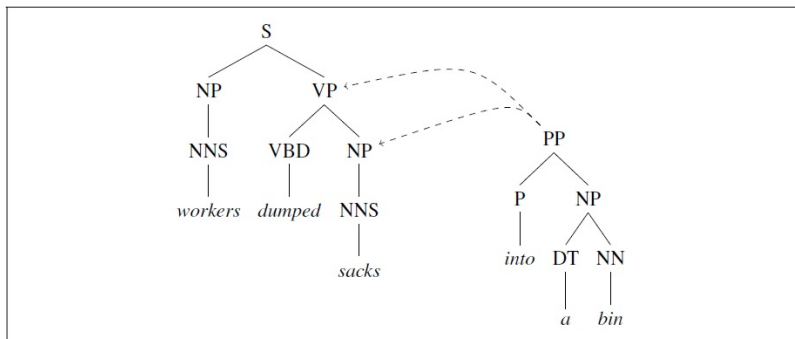 S
NP VP
PP
NNS VBD NP
P NP
workers dumped NNS
into DT NN
sacks
a bin